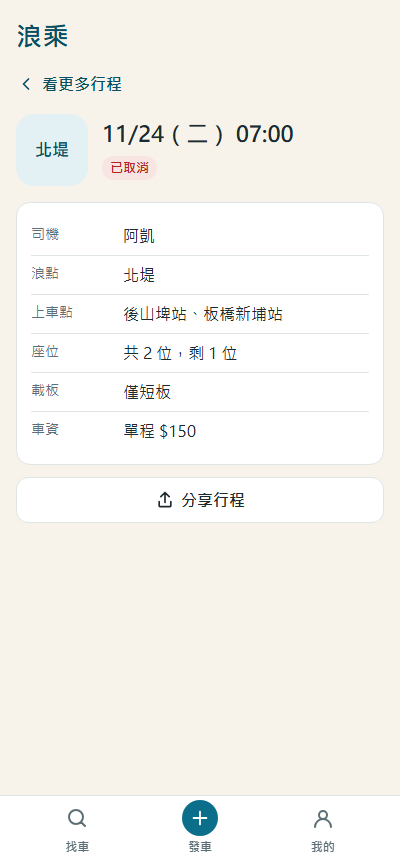 浪乘
看更多行程
北堤
11/24（二）07:00
已取消
司機 阿凱
浪點 北堤
上車點 後山埤站、板橋新埔站
座位 共 2 位，剩 1 位
載板 僅短板
車資 單程 $150
分享行程
找車 發車 我的